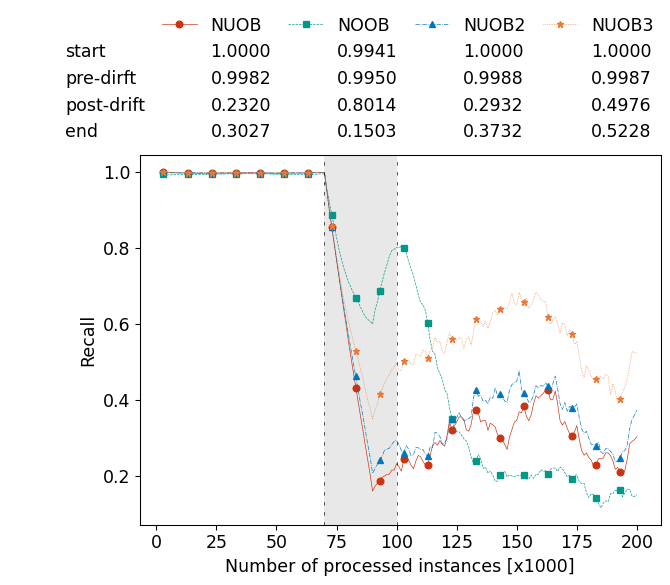 NUOB NOOB NUOB2 NUOB3
start 1.0000 0.9941 1.0000 1.0000
pre-dirft 0.9982 0.9950 0.9988 0.9987
post-drift 0.2320 0.8014 0.2932 0.4976
end 0.3027 0.1503 0.3732 0.5228
1.0
0.8
0.6
0.4
0.2
Recall
0 25 50 75 100 125 150 175 200
Number of processed instances [x1000]